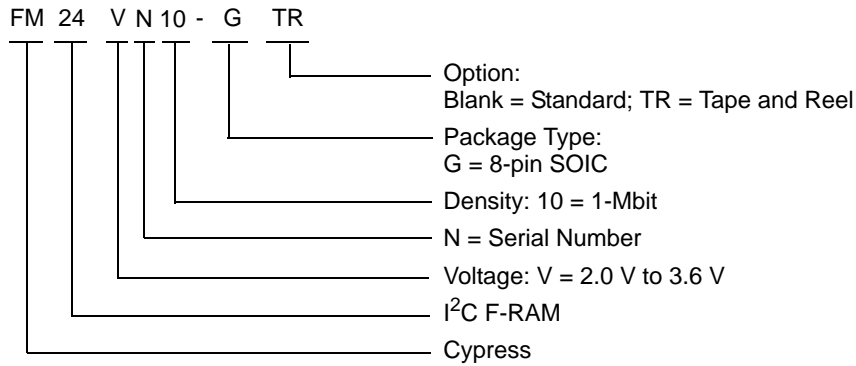 FM 24 V N 10 - G TR
Option:
Blank = Standard; TR = Tape and Reel
Package Type:
G = 8-pin SOIC
Density: 10 = 1-Mbit
N = Serial Number
Voltage: V = 2.0 V to 3.6 V
I²C F-RAM
Cypress